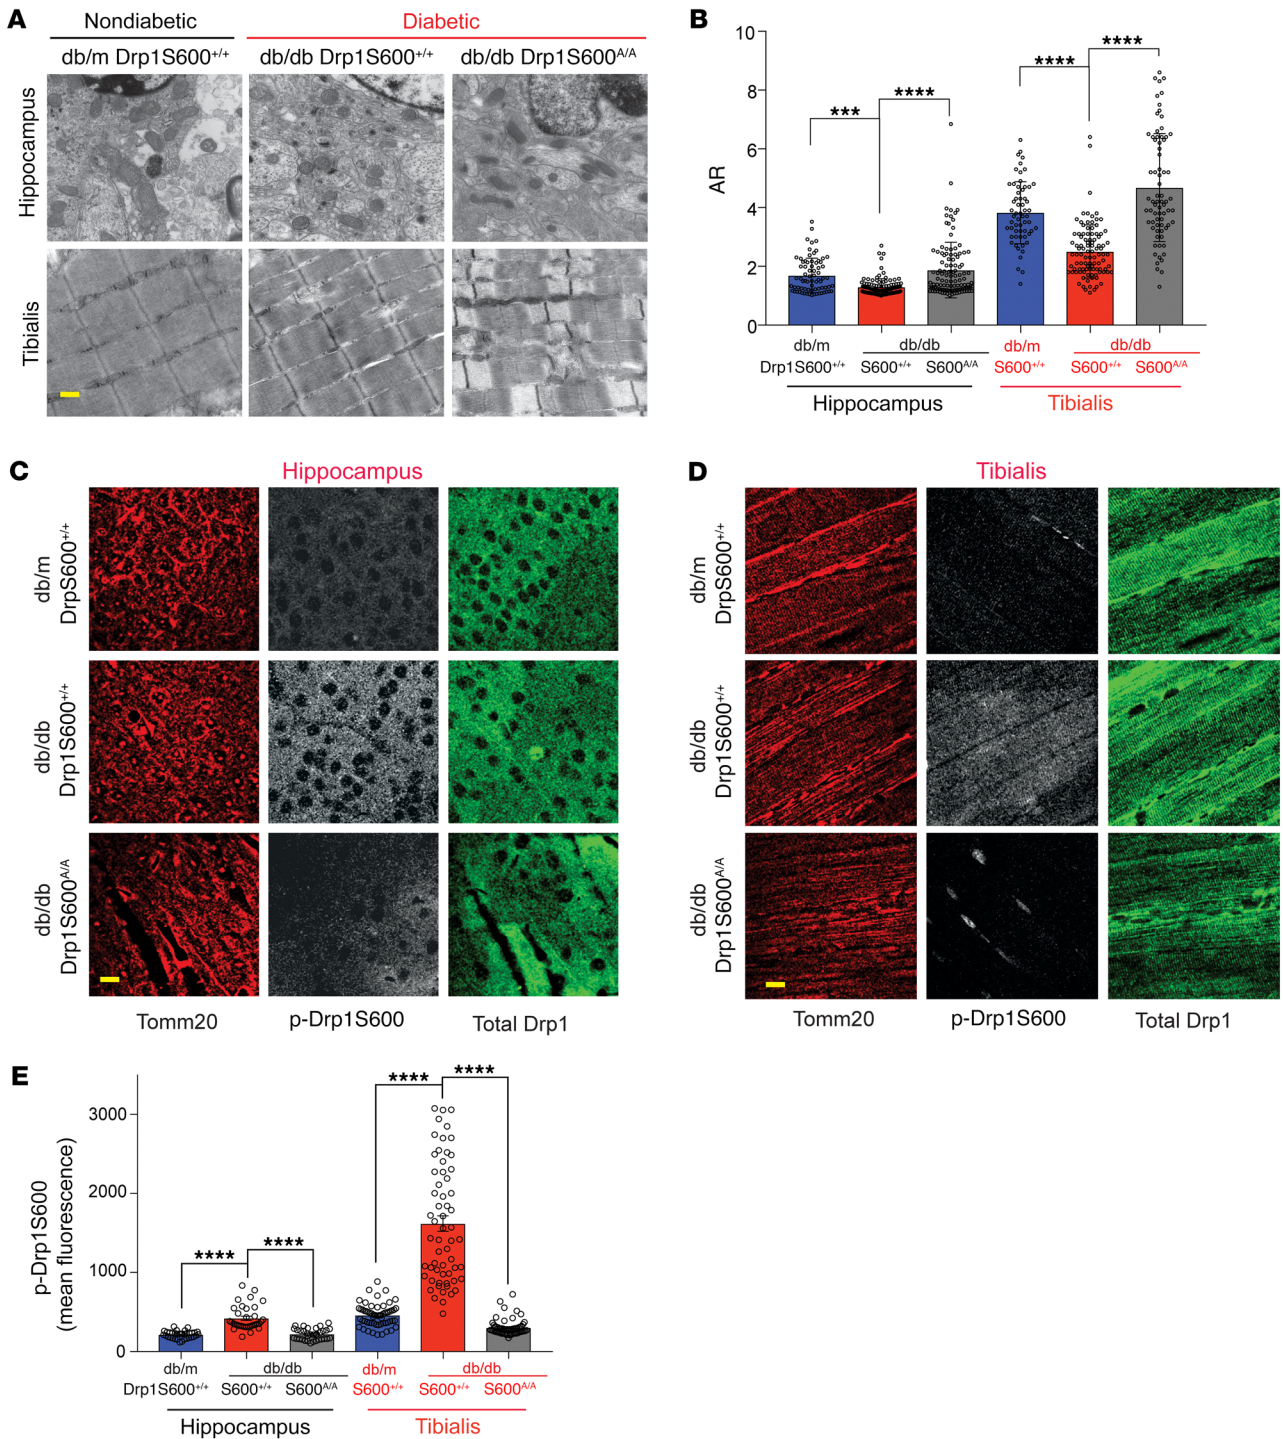 A
Nondiabetic
Diabetic
db/m Drp1S600+/+
db/db Drp1S600+/+
db/db Drp1S600A/A
Hippocampus
Tibialis
B
10
8
6
4
2
0
AR
***
****
****
****
db/m
db/db
db/m
db/db
Drp1S600+/+
S600+/+
S600A/A
S600+/+
S600+/+
S600A/A
Hippocampus
Tibialis
C
Hippocampus
db/m
DrpS600+/+
db/db
Drp1S600+/+
db/db
Drp1S600A/A
Tomm20
p-Drp1S600
Total Drp1
D
Tibialis
db/m
DrpS600+/+
db/db
Drp1S600+/+
db/db
Drp1S600A/A
Tomm20
p-Drp1S600
Total Drp1
E
p-Drp1S600
(mean fluorescence)
3000
2000
1000
0
****
****
****
****
db/m
db/db
db/m
db/db
Drp1S600+/+
S600+/+
S600A/A
S600+/+
S600+/+
S600A/A
Hippocampus
Tibialis